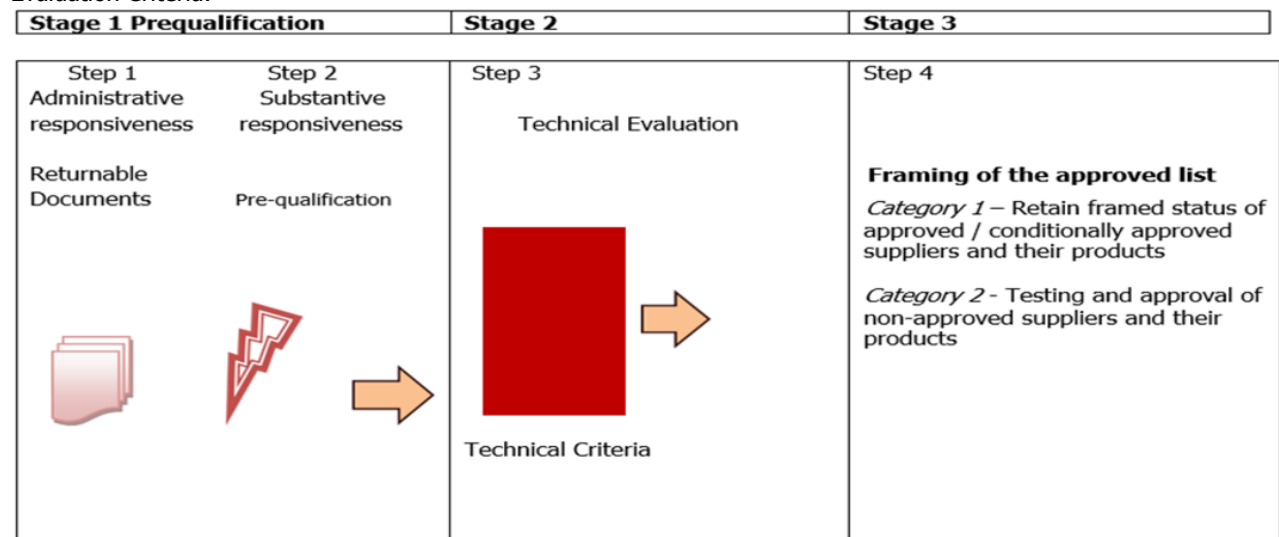 Evaluation Criteria:
Stage 1 Prequalification
Stage 2
Stage 3
Step 1
Administrative
responsiveness
Returnable
Documents
Step 2
Substantive
responsiveness
Pre-qualification
Step 3
Technical Evaluation
Technical Criteria
Step 4
Framing of the approved list
Category 1 – Retain framed status of
approved / conditionally approved
suppliers and their products
Category 2 - Testing and approval of
non-approved suppliers and their
products